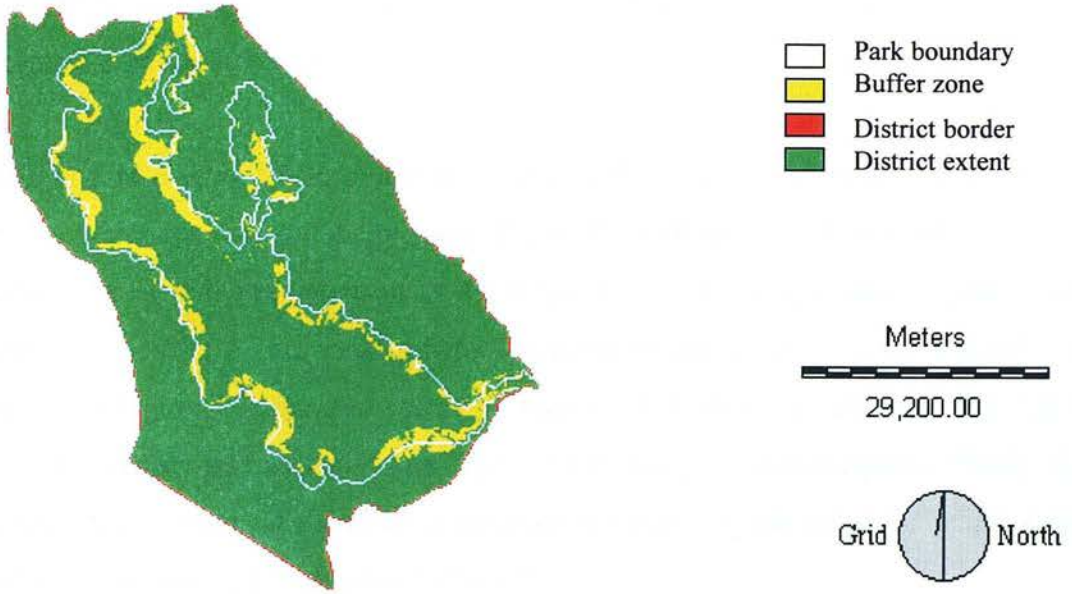 Park boundary
Buffer zone
District border
District extent
Meters
29,200.00
Grid North